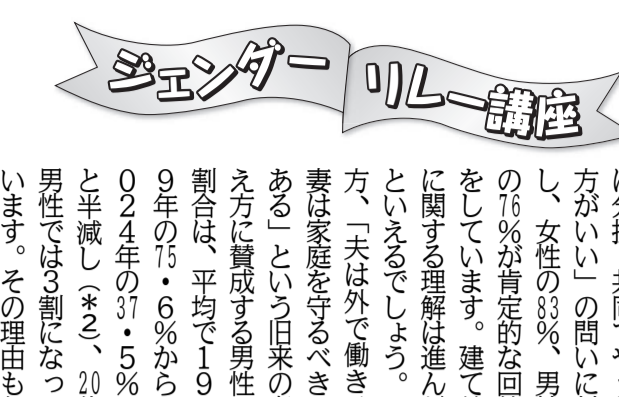 ジェンダー リレー講座
方がいい」の問いに
し、女性の83%、男
の76%が肯定的な回
をしています。建て
に関する理解は進ん
といえるでしょう。
方、「夫は外で働き
妻は家庭を守るべき
ある」という旧来の
え方に賛成する男性
割合は、平均で19
9年の75・6%から
024年の37・5%
と半減し(*2)、20
男性では3割になっ
います。その理由も